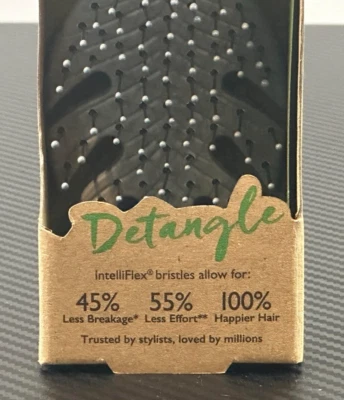 Detangle
intelliFlex® bristles allow for:
45% 55% 100%
Less Breakage* Less Effort** Happier Hair
Trusted by stylists, loved by millions